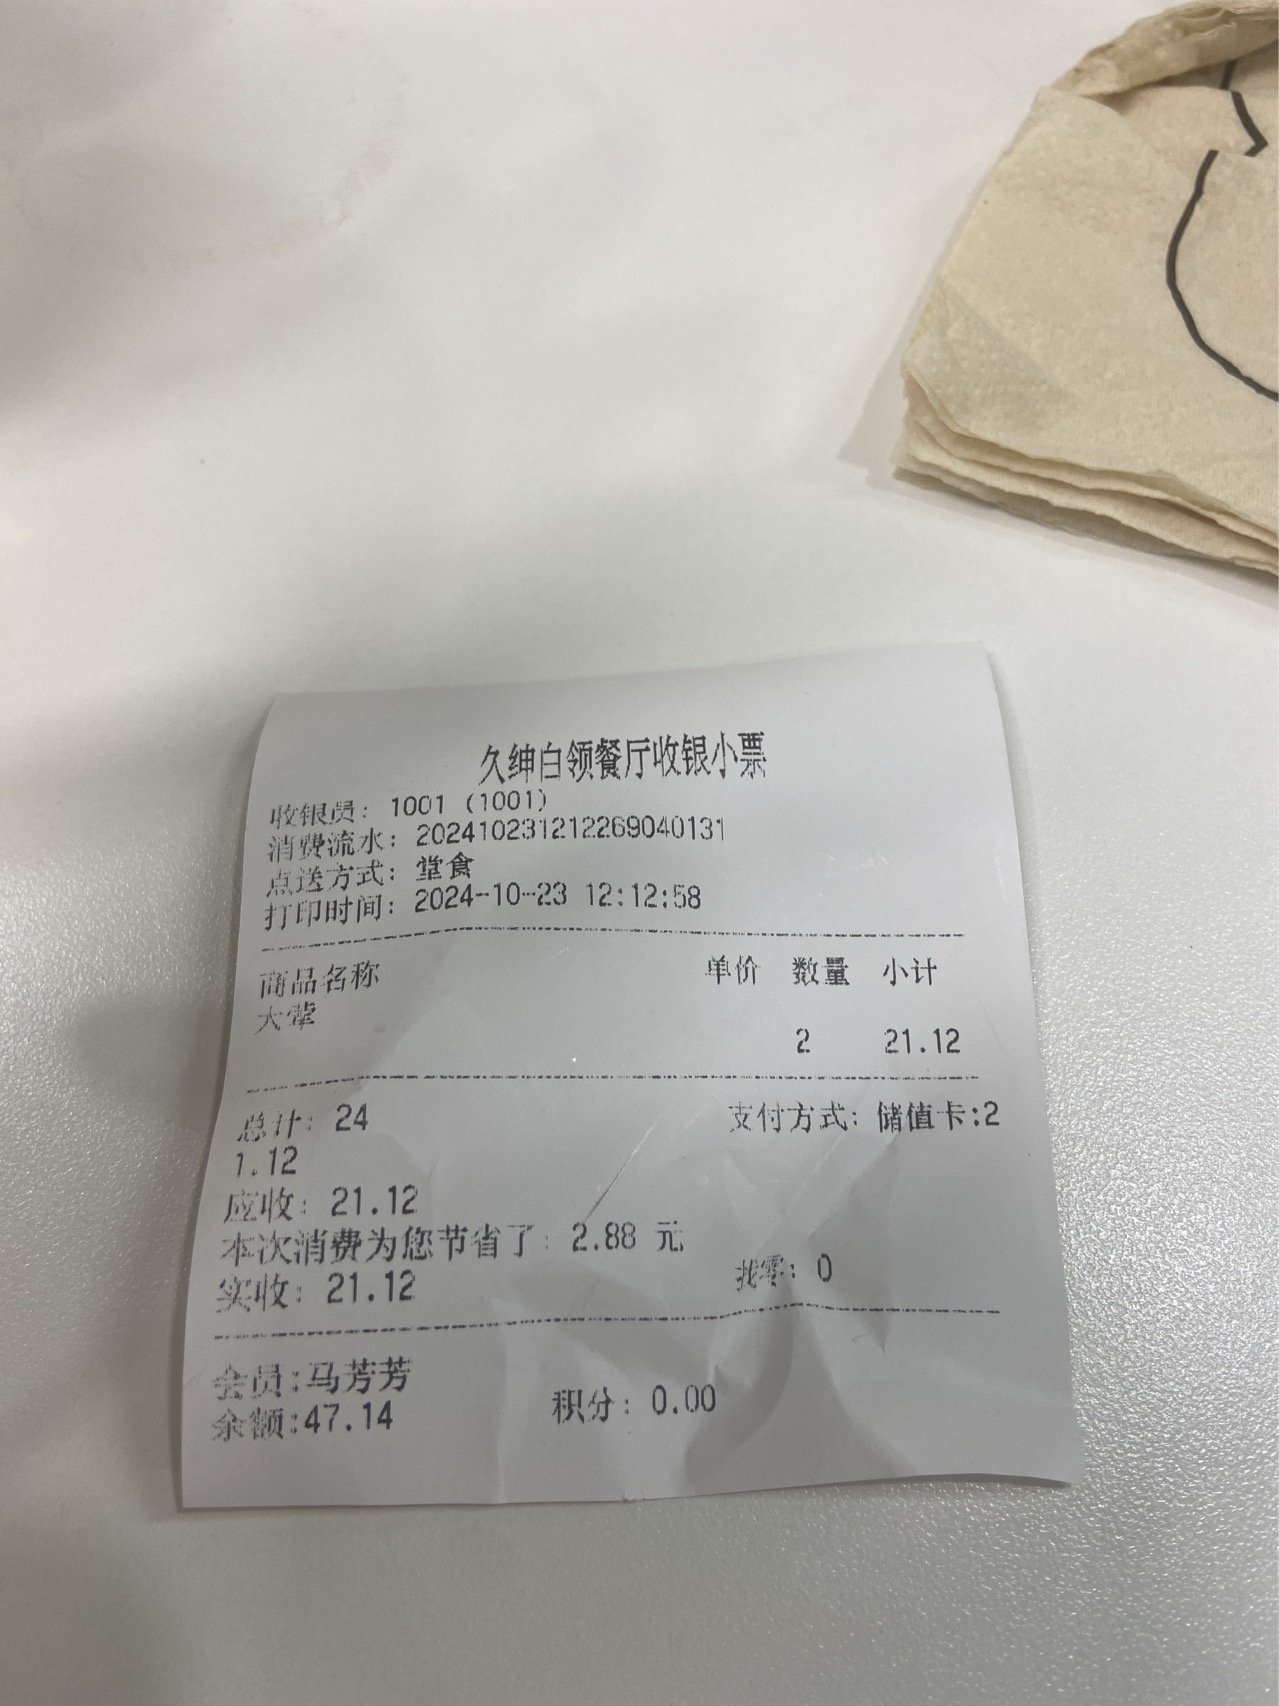 久绅白领餐厅收银小票
收银员: 1001 (1001)
消费流水: 2024102312122690401​31
点送方式: 堂食
打印时间: 2024-10-23 12:12:58
商品名称 单价 数量 小计
大荤
2 21.12
总计: 24 支付方式: 储值卡:2
1.12
应收: 21.12
本次消费为您节省了: 2.88 元
实收: 21.12 找零: 0
会员:马芳芳
余额:47.14 积分: 0.00